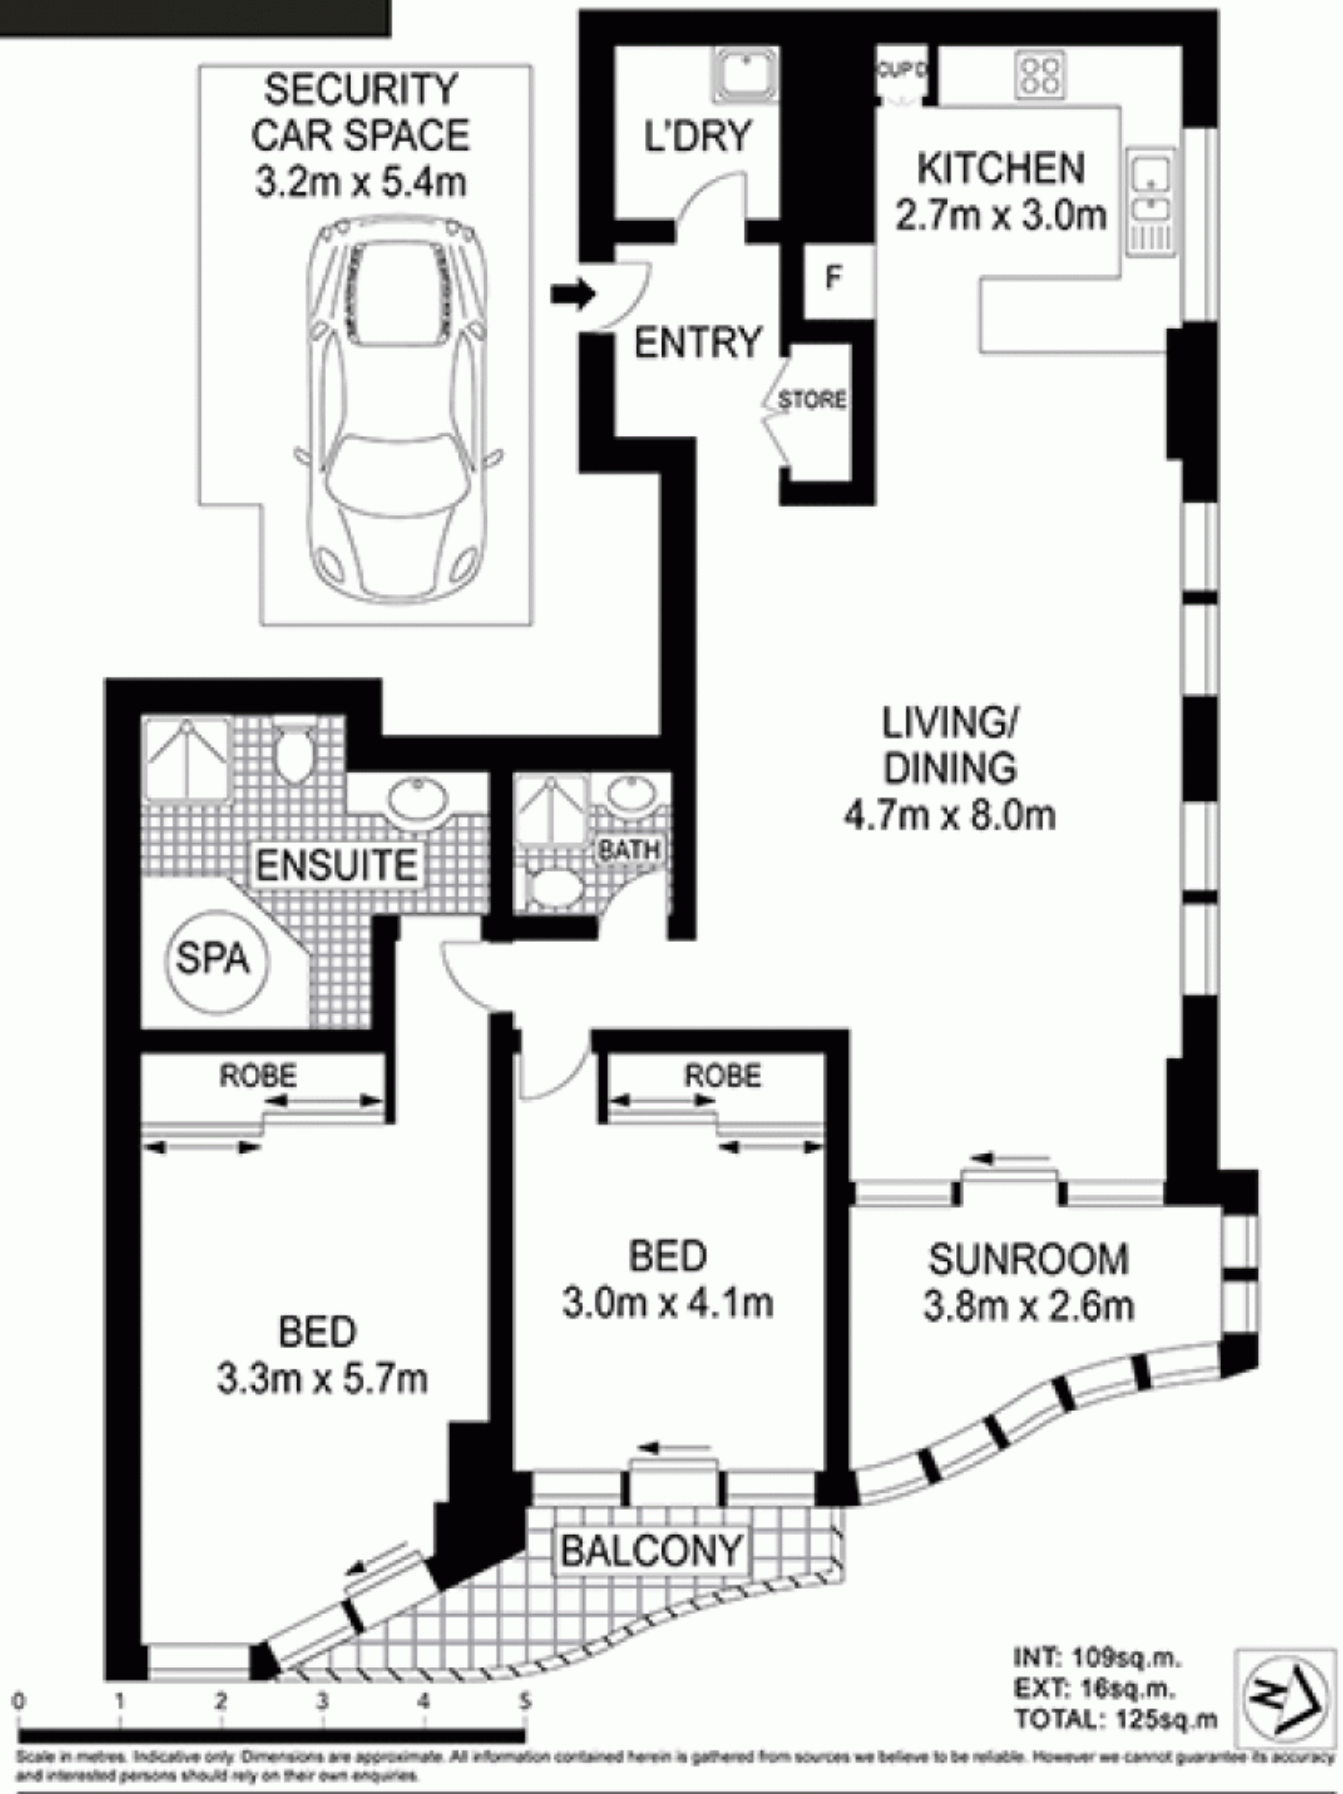 SECURITY
CAR SPACE
3.2m x 5.4m
L'DRY
CUP'D
KITCHEN
2.7m x 3.0m
F
ENTRY
STORE
LIVING/
DINING
4.7m x 8.0m
ENSUITE
BATH
SPA
ROBE
ROBE
BED
3.0m x 4.1m
SUNROOM
3.8m x 2.6m
BED
3.3m x 5.7m
BALCONY
INT: 109sq.m.
EXT: 16sq.m.
TOTAL: 125sq.m
N
0 1 2 3 4 5
Scale in metres. Indicative only. Dimensions are approximate. All information contained herein is gathered from sources we believe to be reliable. However we cannot guarantee its accuracy
and interested persons should rely on their own enquiries.